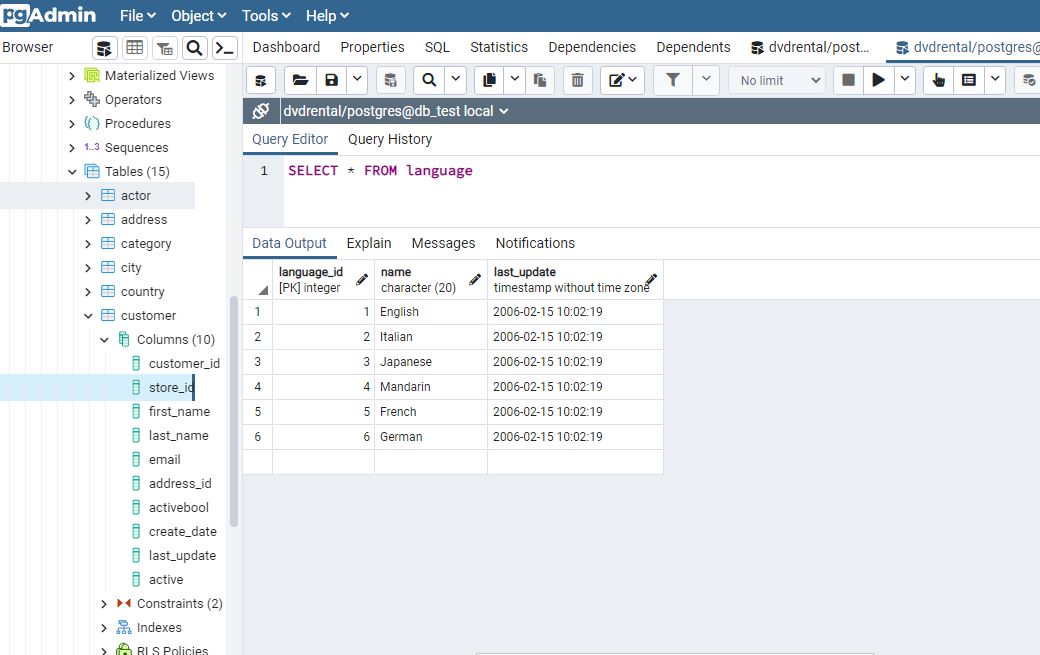 pgAdmin File Object Tools Help
Browser
Dashboard Properties SQL Statistics Dependencies Dependents dvdrental/post... dvdrental/postgres@
No limit
dvdrental/postgres@db_test local
Query Editor Query History
1 SELECT * FROM language
Materialized Views
Operators
Procedures
1..3 Sequences
Tables (15)
actor
address
category
city
country
customer
Columns (10)
customer_id
store_id
first_name
last_name
email
address_id
activebool
create_date
last_update
active
Constraints (2)
Indexes
RLS Policies
Data Output Explain Messages Notifications
language_id name last_update
[PK] integer character (20) timestamp without time zone
1 1 English 2006-02-15 10:02:19
2 2 Italian 2006-02-15 10:02:19
3 3 Japanese 2006-02-15 10:02:19
4 4 Mandarin 2006-02-15 10:02:19
5 5 French 2006-02-15 10:02:19
6 6 German 2006-02-15 10:02:19